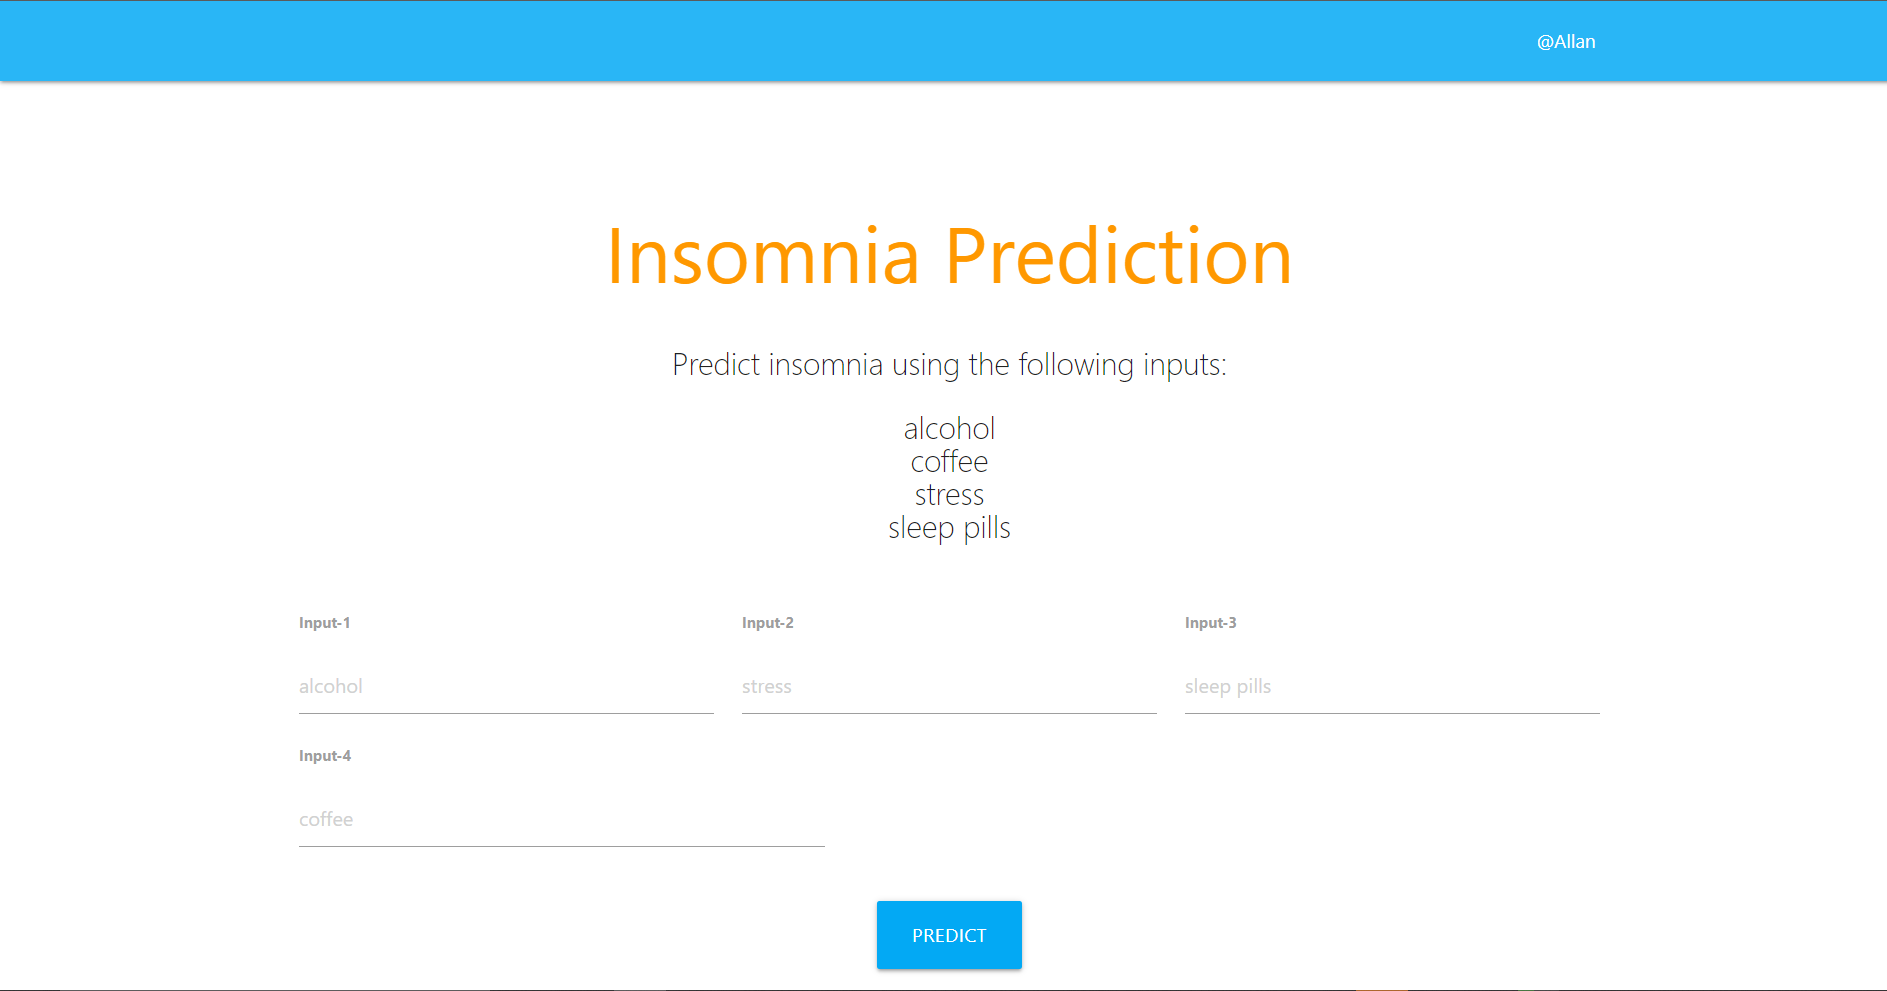 @Allan
Insomnia Prediction
Predict insomnia using the following inputs:
alcohol
coffee
stress
sleep pills
Input-1
Input-2
Input-3
alcohol
stress
sleep pills
Input-4
coffee
PREDICT